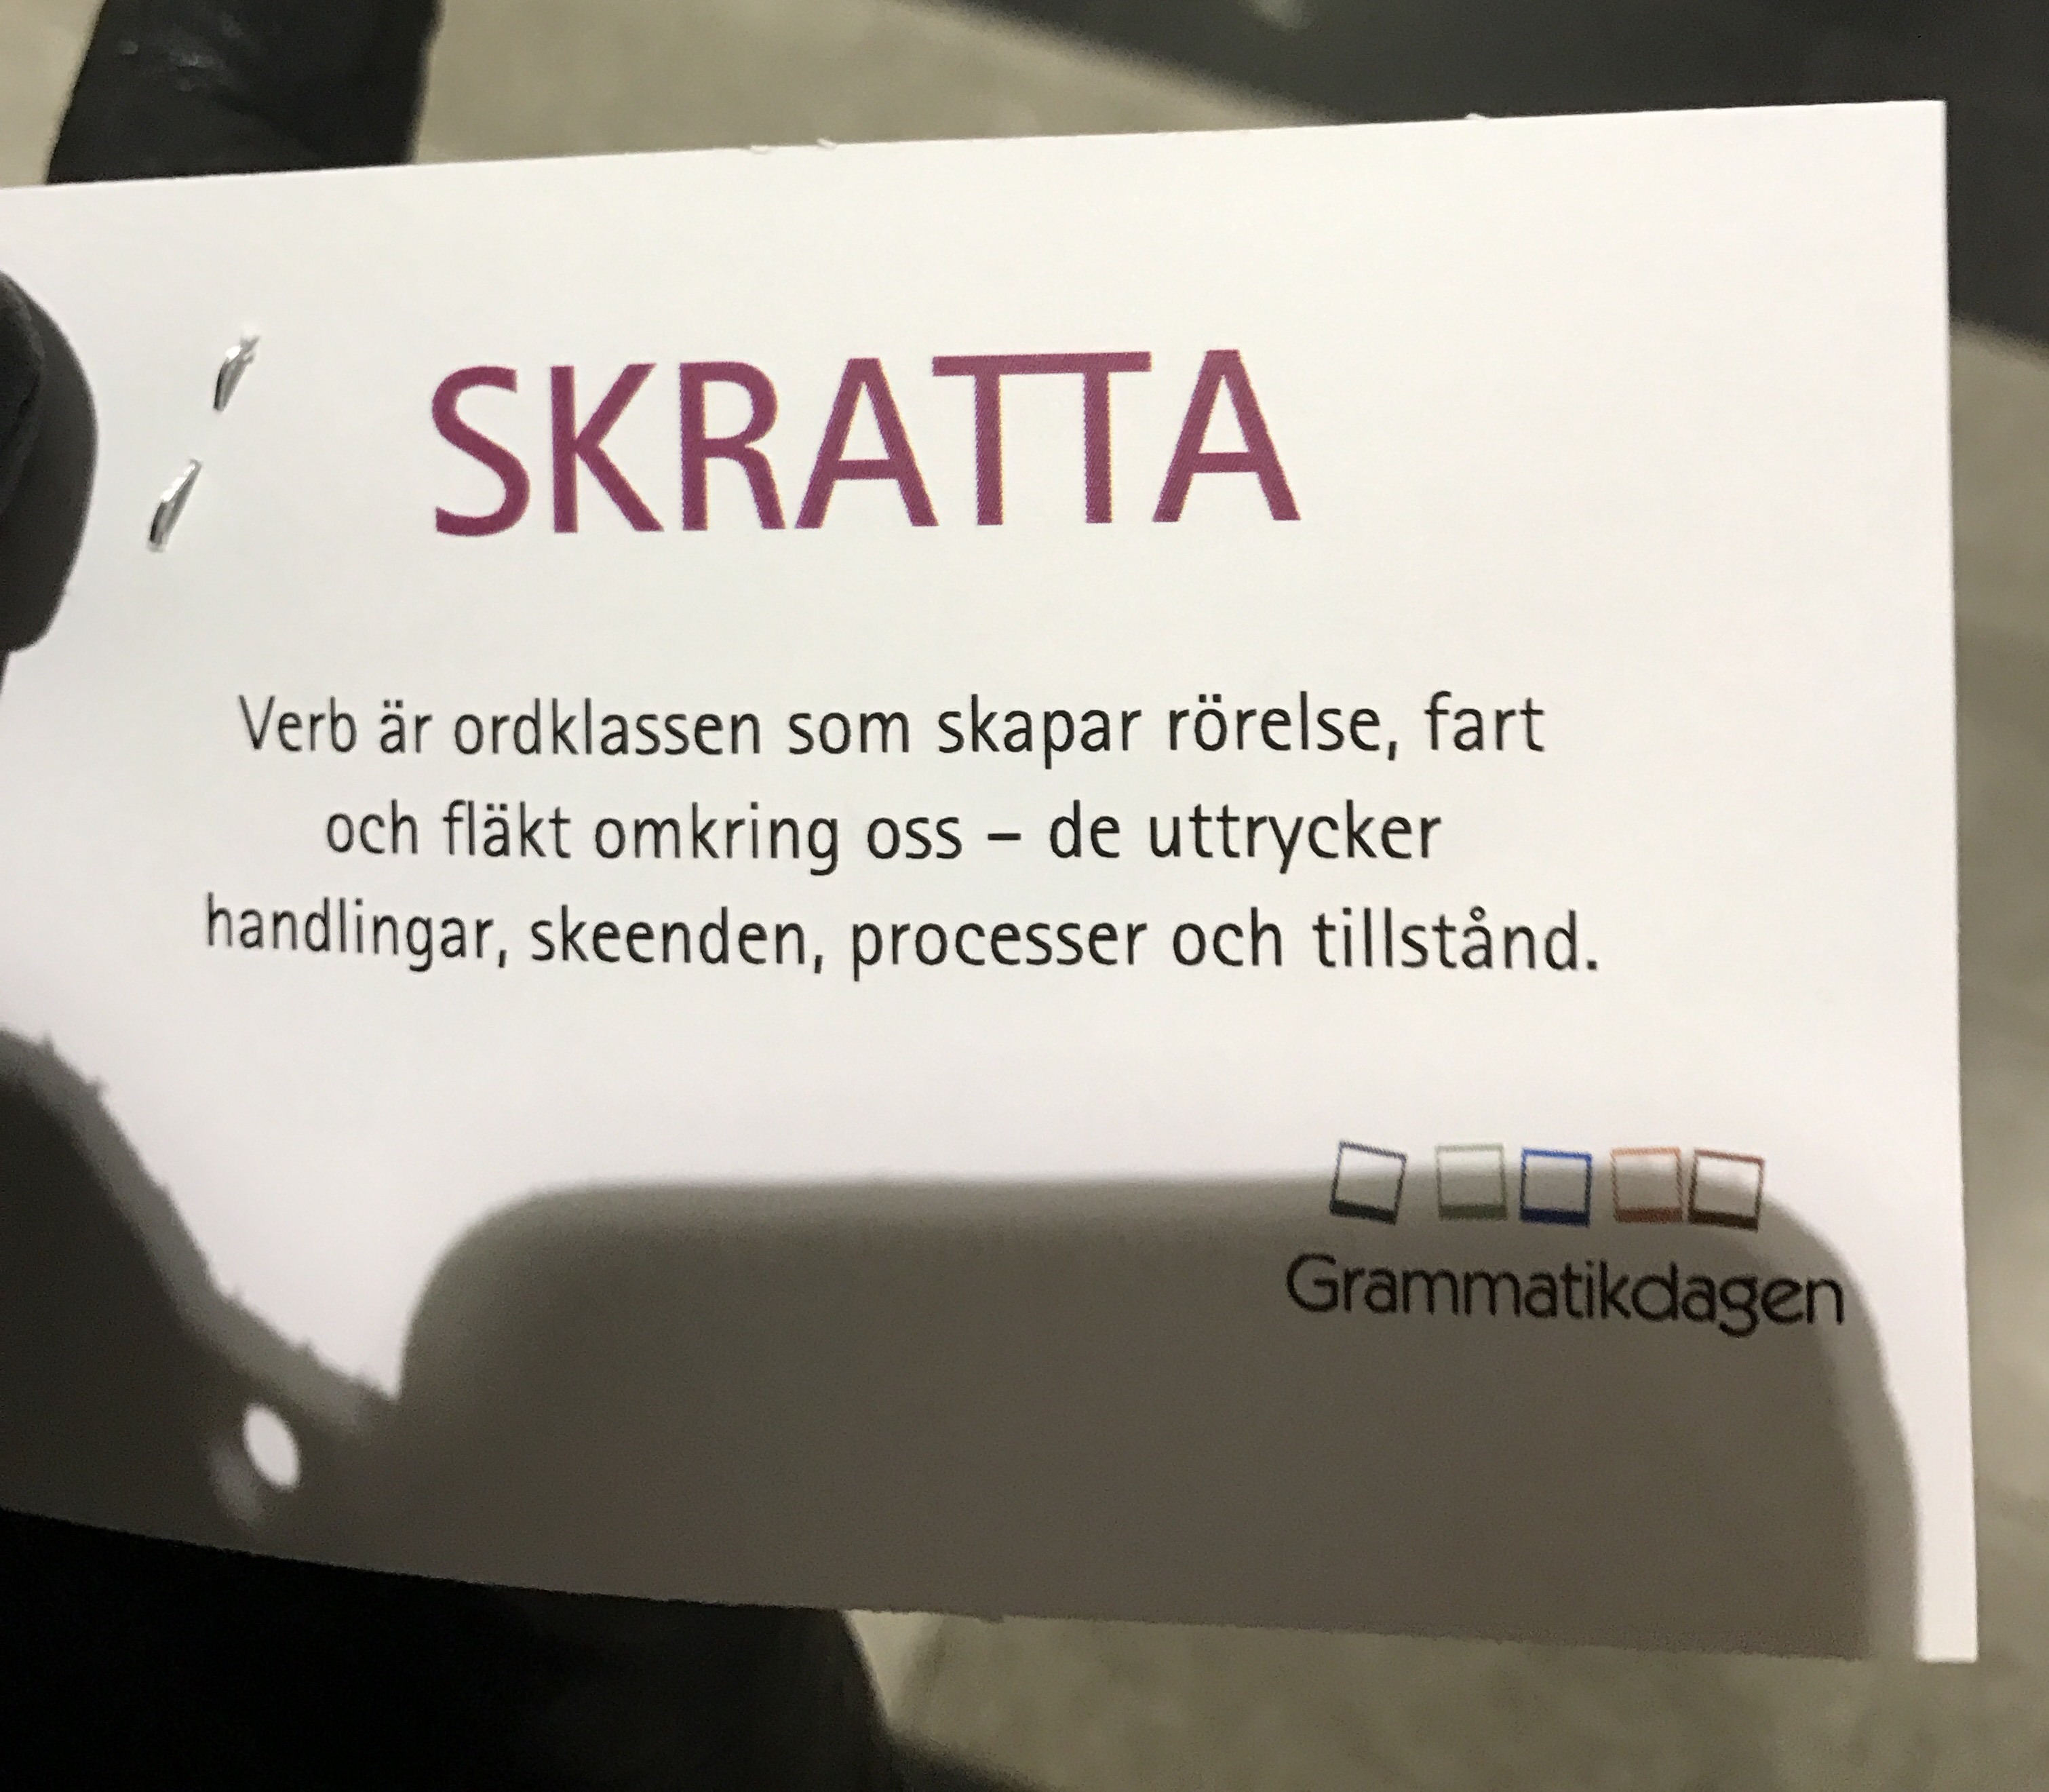 SKRATTA
Verb är ordklassen som skapar rörelse, fart
och fläkt omkring oss – de uttrycker
handlingar, skeenden, processer och tillstånd.
Grammatikdagen